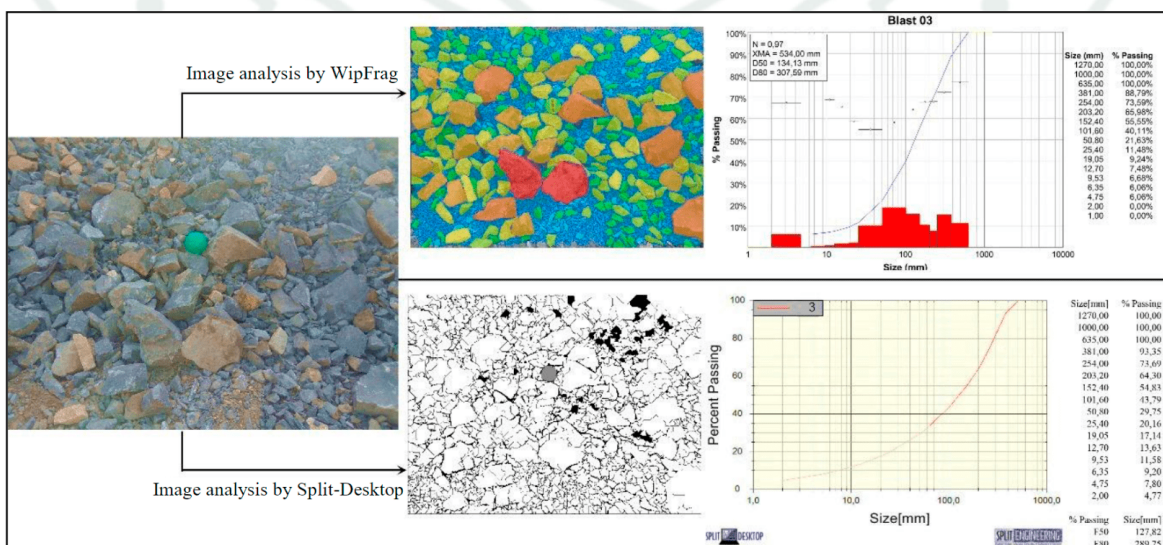 Image analysis by WipFrag
Blast 03
N = 0,97
XMA = 534,00 mm
D50 = 134,13 mm
D80 = 307,59 mm
% Passing
100%
90%
80%
70%
60%
50%
40%
30%
20%
10%
1 10 100 1000 10000
Size (mm)
Size (mm) % Passing
1270,00 100,00%
1000,00 100,00%
635,00 100,00%
381,00 88,79%
254,00 73,59%
203,20 65,98%
152,40 55,55%
101,60 40,11%
50,80 21,63%
25,40 11,48%
19,05 9,24%
12,70 7,48%
9,53 6,68%
6,35 6,06%
4,75 6,06%
2,00 0,00%
1,00 0,00%
Image analysis by Split-Desktop
3
Percent Passing
100
80
60
40
20
0
1,0 10,0 100,0 1000,0
Size[mm]
SPLIT DESKTOP
SPLIT ENGINEERING
Size[mm] % Passing
1270,00 100,00
1000,00 100,00
635,00 100,00
381,00 93,35
254,00 73,69
203,20 64,30
152,40 54,83
101,60 43,79
50,80 29,75
25,40 20,16
19,05 17,14
12,70 13,63
9,53 11,58
6,35 9,20
4,75 7,80
2,00 4,77
% Passing Size[mm]
F50 127,82
F80 289,25